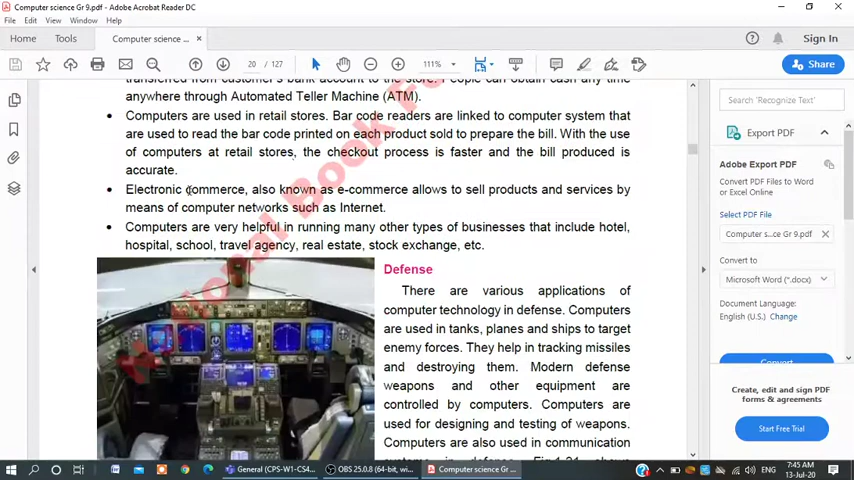 Computer science Gr 9.pdf - Adobe Acrobat Reader DC
File Edit View Window Help
Home Tools Computer science ... ×
Sign In
20 / 127
111%
Share
transferred from customer's bank account to the store. People can obtain cash any time
anywhere through Automated Teller Machine (ATM).
• Computers are used in retail stores. Bar code readers are linked to computer system that
are used to read the bar code printed on each product sold to prepare the bill. With the use
of computers at retail stores, the checkout process is faster and the bill produced is
accurate.
• Electronic commerce, also known as e-commerce allows to sell products and services by
means of computer networks such as Internet.
• Computers are very helpful in running many other types of businesses that include hotel,
hospital, school, travel agency, real estate, stock exchange, etc.
Defense
There are various applications of
computer technology in defense. Computers
are used in tanks, planes and ships to target
enemy forces. They help in tracking missiles
and destroying them. Modern defense
weapons and other equipment are
controlled by computers. Computers are
used for designing and testing of weapons.
Computers are also used in communication
systems in defense. Fig.1.21 shows
Search 'Recognize Text'
Export PDF
Adobe Export PDF
Convert PDF Files to Word
or Excel Online
Select PDF File
Computer s...ce Gr 9.pdf
Convert to
Microsoft Word (*.docx)
Document Language:
English (U.S.) Change
Convert
Create, edit and sign PDF
forms & agreements
Start Free Trial
General (CPS-W1-CS4...
OBS 25.0.8 (64-bit, wi...
Computer science Gr ...
ENG
7:45 AM
13-Jul-20